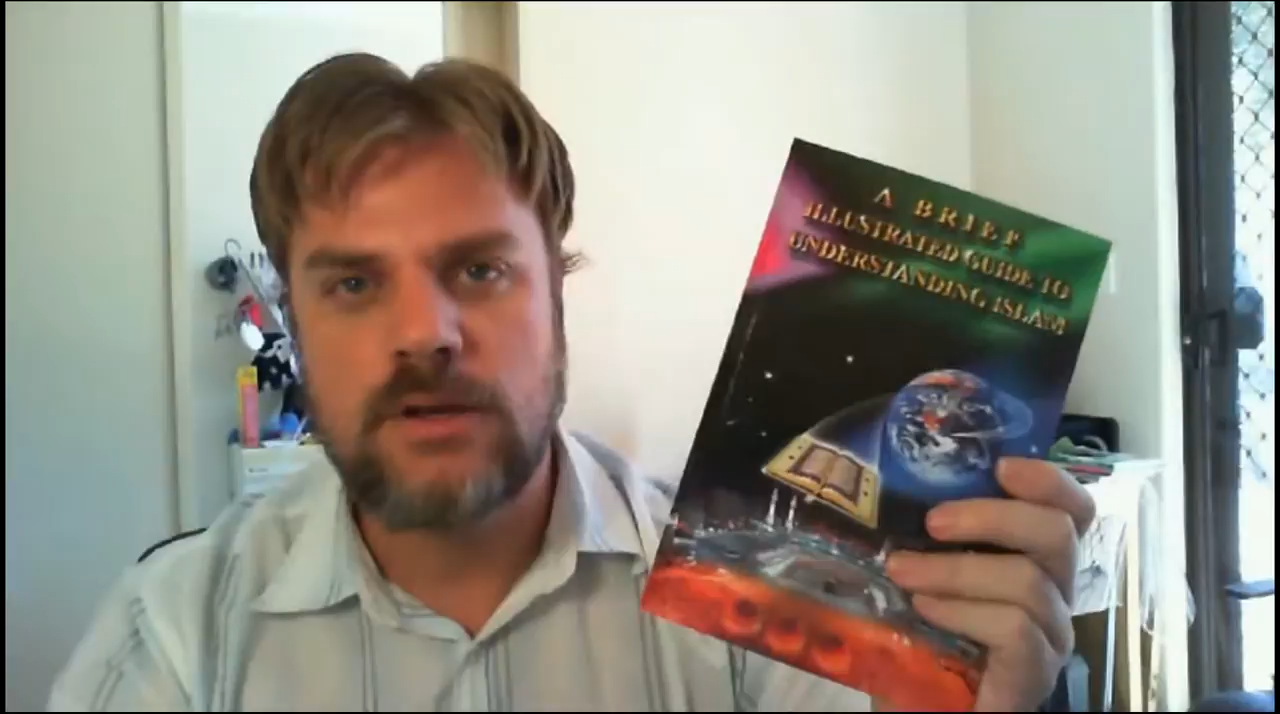 A BRIEF
ILLUSTRATED GUIDE TO
UNDERSTANDING ISLAM